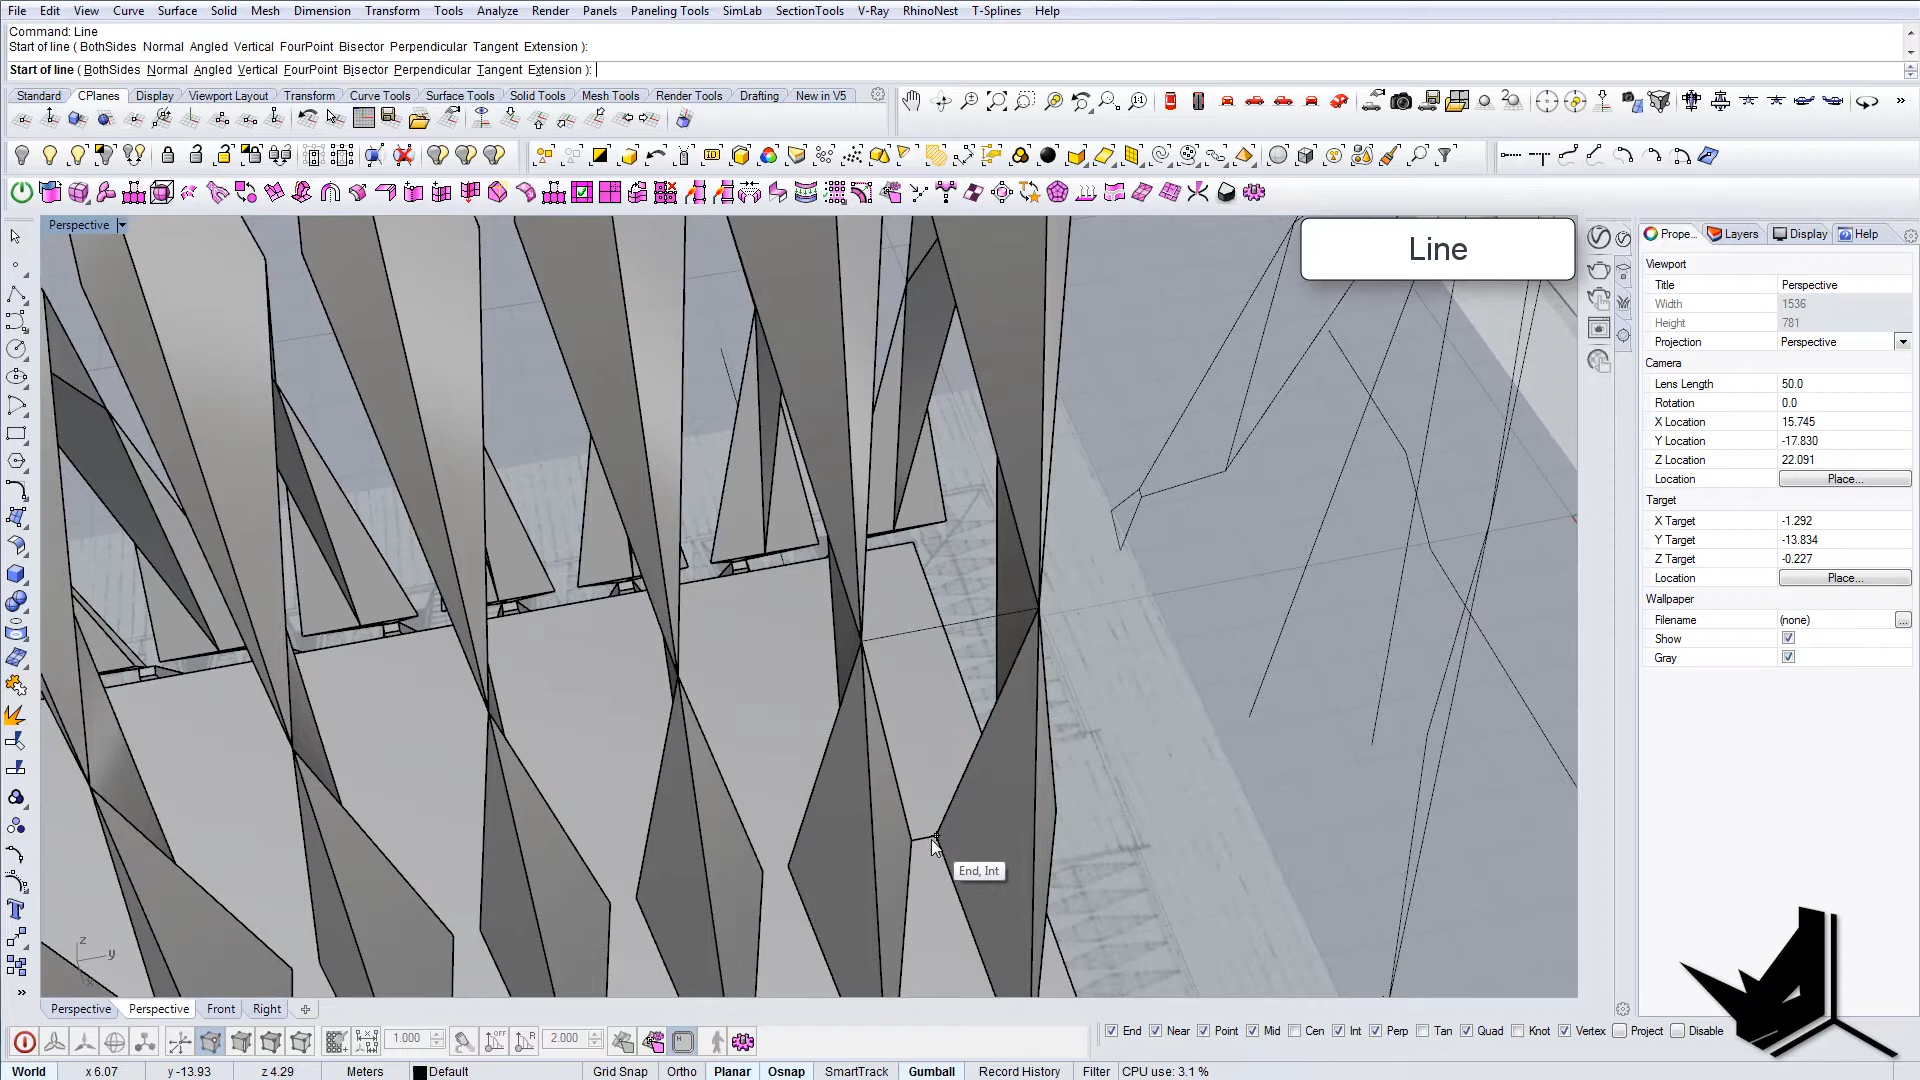 File Edit View Curve Surface Solid Mesh Dimension Transform Tools Analyze Render Panels Paneling Tools SimLab SectionTools V-Ray RhinoNest T-Splines Help
Command: Line
Start of line ( BothSides Normal Angled Vertical FourPoint Bisector Perpendicular Tangent Extension ):
Start of line ( BothSides Normal Angled Vertical FourPoint Bisector Perpendicular Tangent Extension ):
Standard CPlanes Display Viewport Layout Transform Curve Tools Surface Tools Solid Tools Mesh Tools Render Tools Drafting New in V5
Perspective
Line
Prope... Layers Display Help
Viewport
Title Perspective
Width 1536
Height 781
Projection Perspective
Camera
Lens Length 50.0
Rotation 0.0
X Location 15.745
Y Location -17.830
Z Location 22.091
Location Place...
Target
X Target -1.292
Y Target -13.834
Z Target -0.227
Location Place...
Wallpaper
Filename (none) ...
Show
Gray
End, Int
z
y
x
Perspective Perspective Front Right
1.000 2.000
End Near Point Mid Cen Int Perp Tan Quad Knot Vertex Project Disable
World x 6.07 y -13.93 z 4.29 Meters Default Grid Snap Ortho Planar Osnap SmartTrack Gumball Record History Filter CPU use: 3.1 %